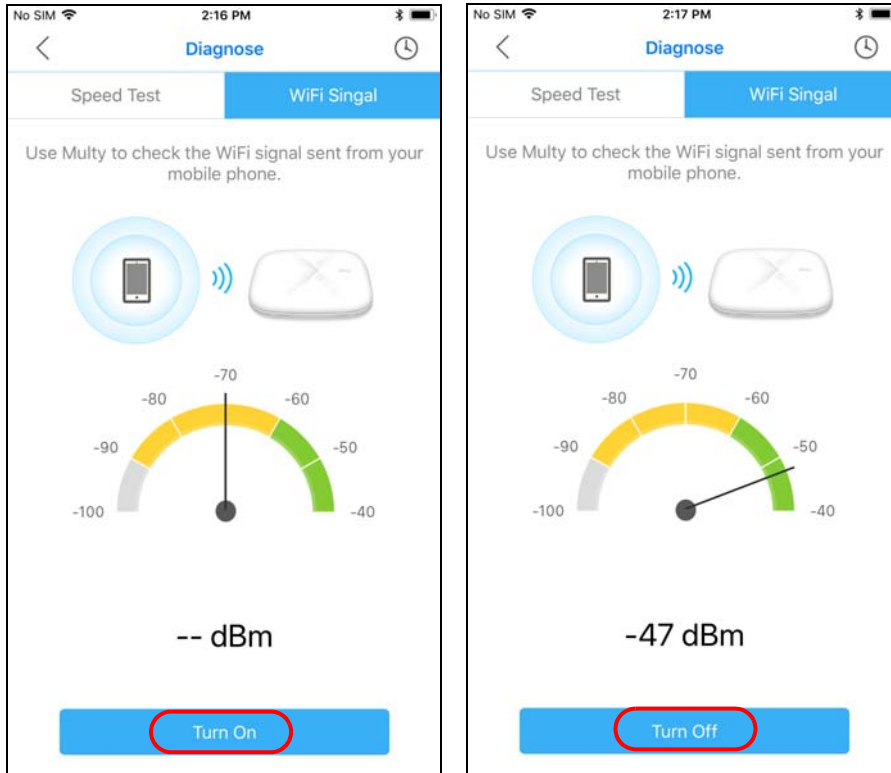 No SIM 2:16 PM
Diagnose
Speed Test WiFi Singal
Use Multy to check the WiFi signal sent from your
mobile phone.
-70
-80 -60
-90 -50
-100 -40
-- dBm
Turn On
No SIM 2:17 PM
Diagnose
Speed Test WiFi Singal
Use Multy to check the WiFi signal sent from your
mobile phone.
-70
-80 -60
-90 -50
-100 -40
-47 dBm
Turn Off